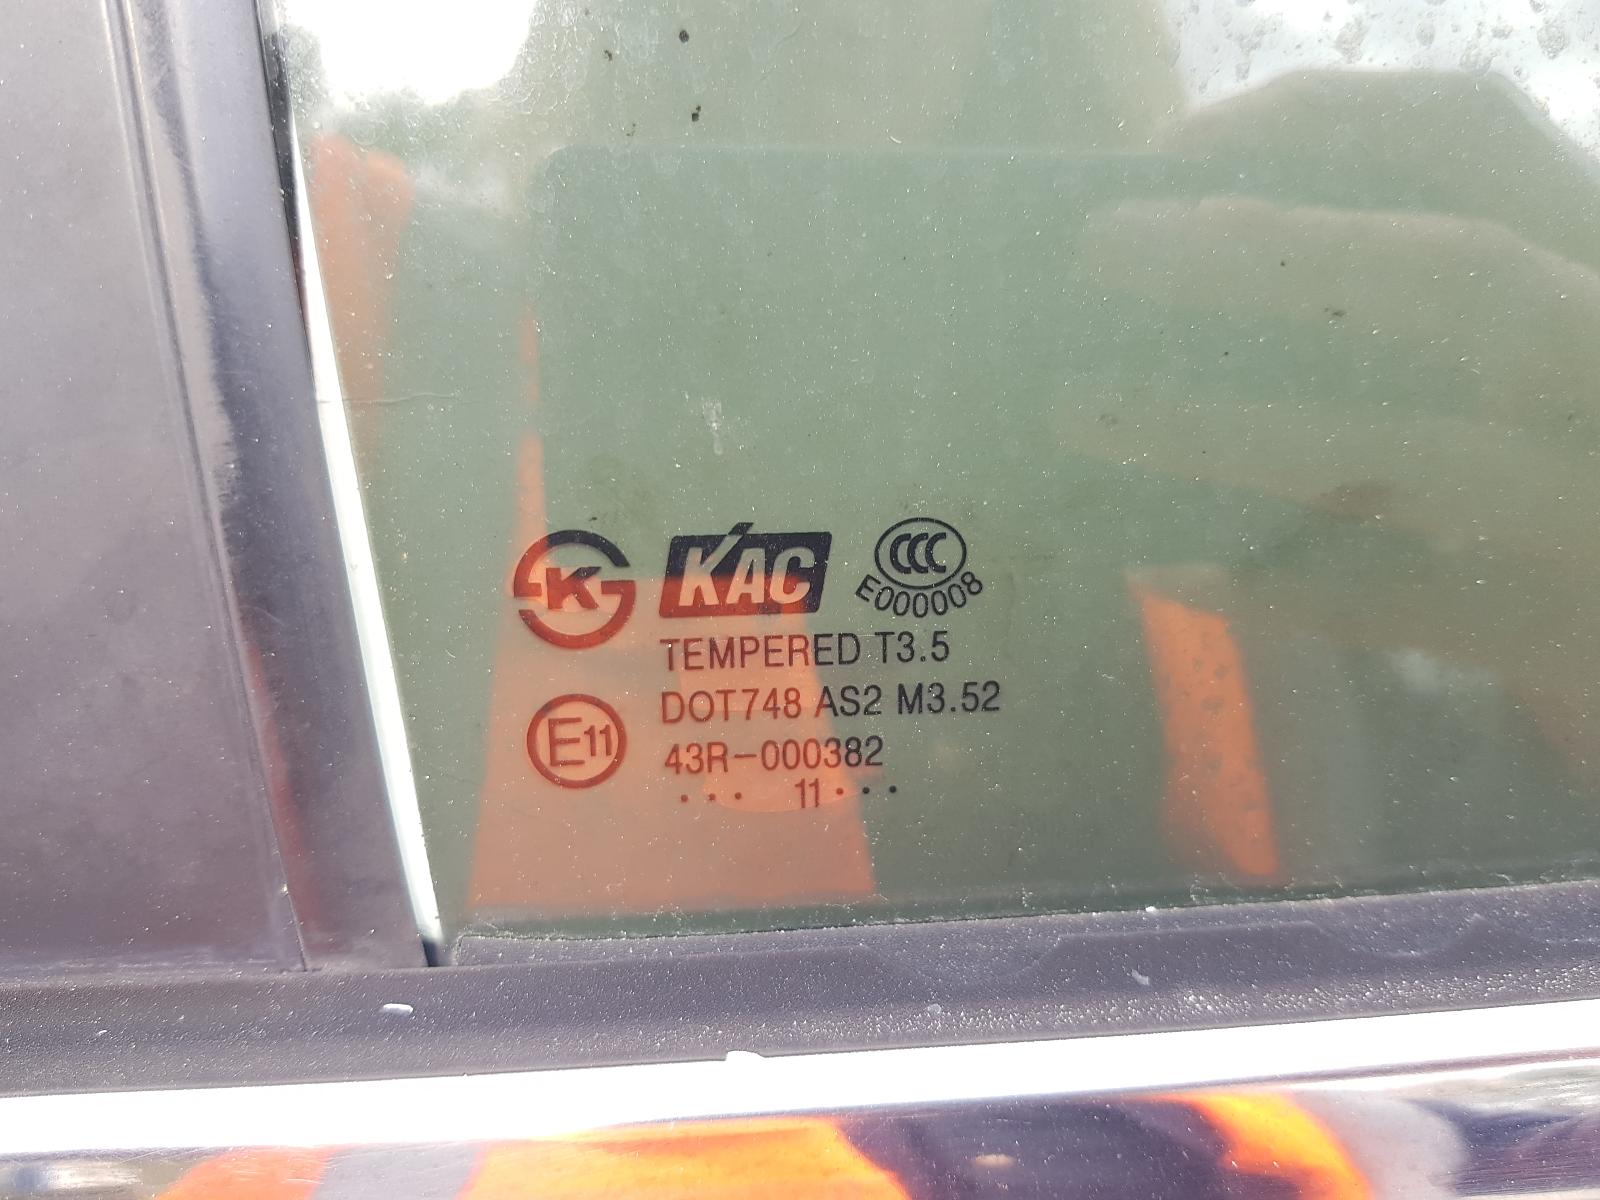 K KAC CCC
E000008
TEMPERED T3.5
DOT748 AS2 M3.52
E11 43R-000382
... 11...